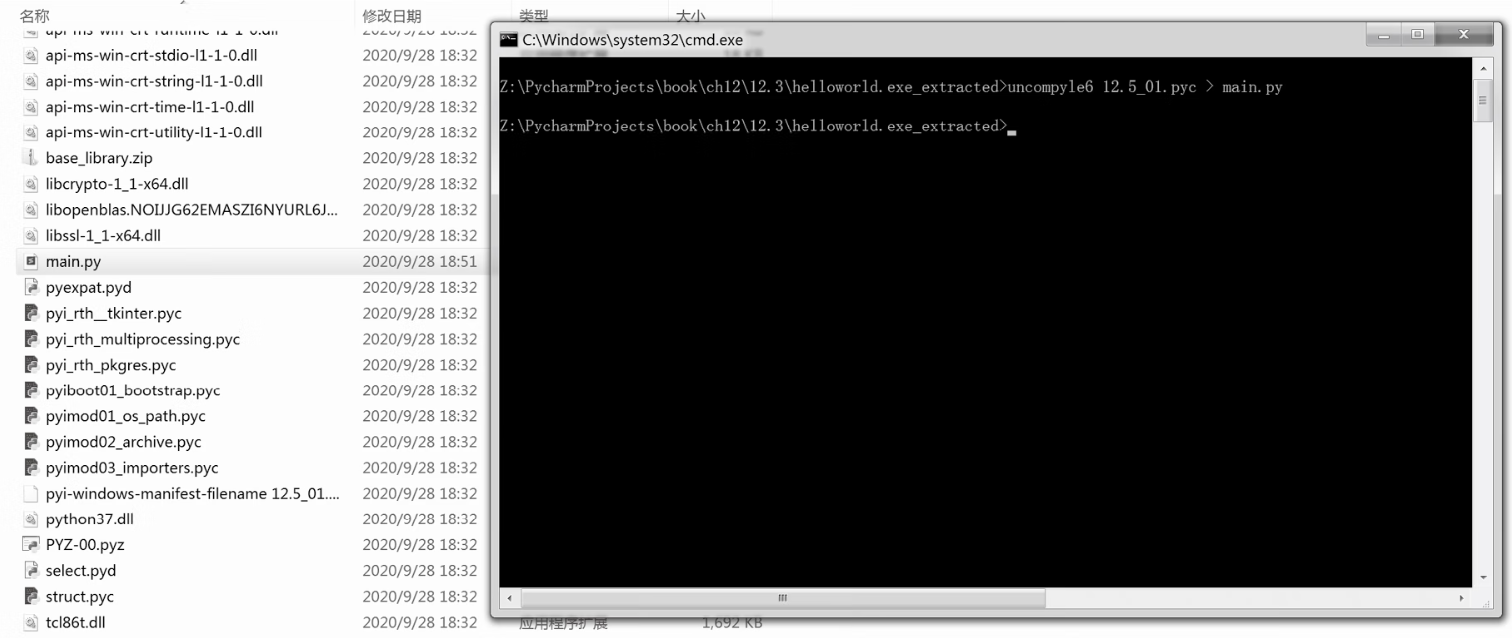 名称 修改日期 类型 大小
api-ms-win-crt-runtime-l1-1-0.dll 2020/9/28 18:32
api-ms-win-crt-stdio-l1-1-0.dll 2020/9/28 18:32
api-ms-win-crt-string-l1-1-0.dll 2020/9/28 18:32
api-ms-win-crt-time-l1-1-0.dll 2020/9/28 18:32
api-ms-win-crt-utility-l1-1-0.dll 2020/9/28 18:32
base_library.zip 2020/9/28 18:32
libcrypto-1_1-x64.dll 2020/9/28 18:32
libopenblas.NOIJJG62EMASZI6NYURL6J... 2020/9/28 18:32
libssl-1_1-x64.dll 2020/9/28 18:32
main.py 2020/9/28 18:51
pyexpat.pyd 2020/9/28 18:32
pyi_rth__tkinter.pyc 2020/9/28 18:32
pyi_rth_multiprocessing.pyc 2020/9/28 18:32
pyi_rth_pkgres.pyc 2020/9/28 18:32
pyiboot01_bootstrap.pyc 2020/9/28 18:32
pyimod01_os_path.pyc 2020/9/28 18:32
pyimod02_archive.pyc 2020/9/28 18:32
pyimod03_importers.pyc 2020/9/28 18:32
pyi-windows-manifest-filename 12.5_01.... 2020/9/28 18:32
python37.dll 2020/9/28 18:32
PYZ-00.pyz 2020/9/28 18:32
select.pyd 2020/9/28 18:32
struct.pyc 2020/9/28 18:32
tcl86t.dll 2020/9/28 18:32 应用程序扩展 1,692 KB
C:\Windows\system32\cmd.exe
Z:\PycharmProjects\book\ch12\12.3\helloworld.exe_extracted>uncompyle6 12.5_01.pyc > main.py
Z:\PycharmProjects\book\ch12\12.3\helloworld.exe_extracted>